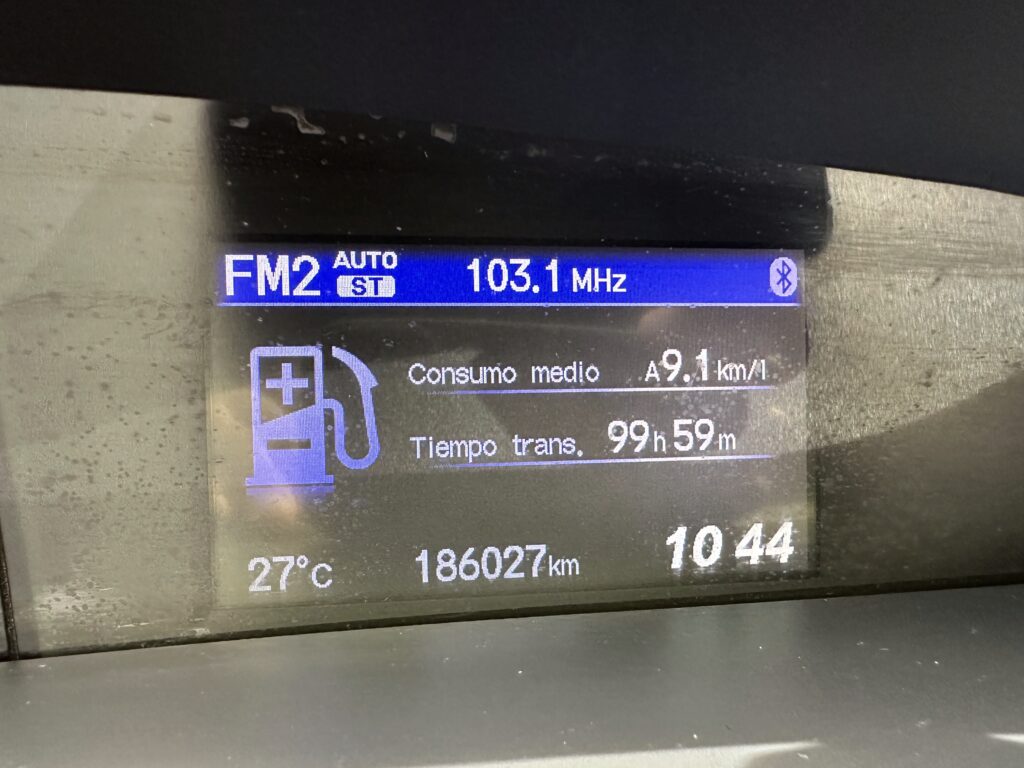 FM2 AUTO ST 103.1 MHz
Consumo medio A9.1 km/l
Tiempo trans. 99h 59m
27°C 186027km 10 44